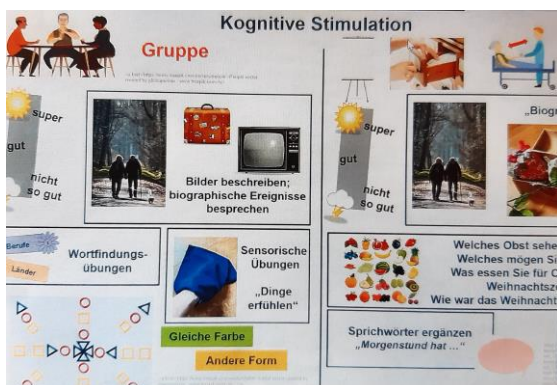 Kognitive Stimulation
Gruppe
super
gut
nicht
so gut
Bilder beschreiben;
biographische Ereignisse
besprechen
Berufe
Länder
Wortfindungs-
übungen
Sensorische
Übungen
„Dinge
erfühlen“
Gleiche Farbe
Andere Form
super
gut
nicht
so gut
„Biogr
Welches Obst sehe
Welches mögen Si
Was essen Sie für G
Weihnachtsze
Wie war das Weihnacht
Sprichwörter ergänzen
„Morgenstund hat ...“